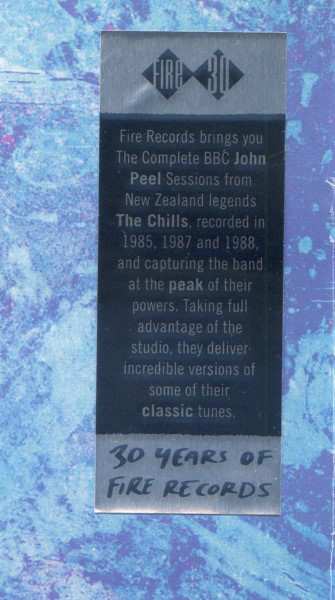 FIRE 30
Fire Records brings you
The Complete BBC John
Peel Sessions from
New Zealand legends
The Chills, recorded in
1985, 1987 and 1988,
and capturing the band
at the peak of their
powers. Taking full
advantage of the
studio, they deliver
incredible versions of
some of their
classic tunes.
30 YEARS OF
FIRE RECORDS